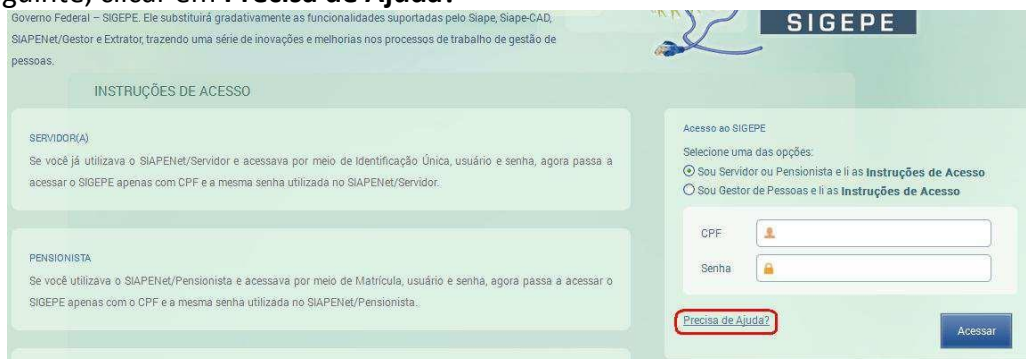 clicar em Precisa de Ajuda?
Governo Federal – SIGEPE. Ele substituirá gradativamente as funcionalidades suportadas pelo Siape, Siape-CAD,
SIAPENet/Gestor e Extrator, trazendo uma série de inovações e melhorias nos processos de trabalho de gestão de
pessoas.
SIGEPE
INSTRUÇÕES DE ACESSO
SERVIDOR(A)
Se você já utilizava o SIAPENet/Servidor e acessava por meio de Identificação Única, usuário e senha, agora passa a
acessar o SIGEPE apenas com CPF e a mesma senha utilizada no SIAPENet/Servidor.
PENSIONISTA
Se você utilizava o SIAPENet/Pensionista e acessava por meio de Matrícula, usuário e senha, agora passa a acessar o
SIGEPE apenas com o CPF e a mesma senha utilizada no SIAPENet/Pensionista.
Acesso ao SIGEPE
Selecione uma das opções:
Sou Servidor ou Pensionista e li as Instruções de Acesso
Sou Gestor de Pessoas e li as Instruções de Acesso
CPF
Senha
Precisa de Ajuda?
Acessar